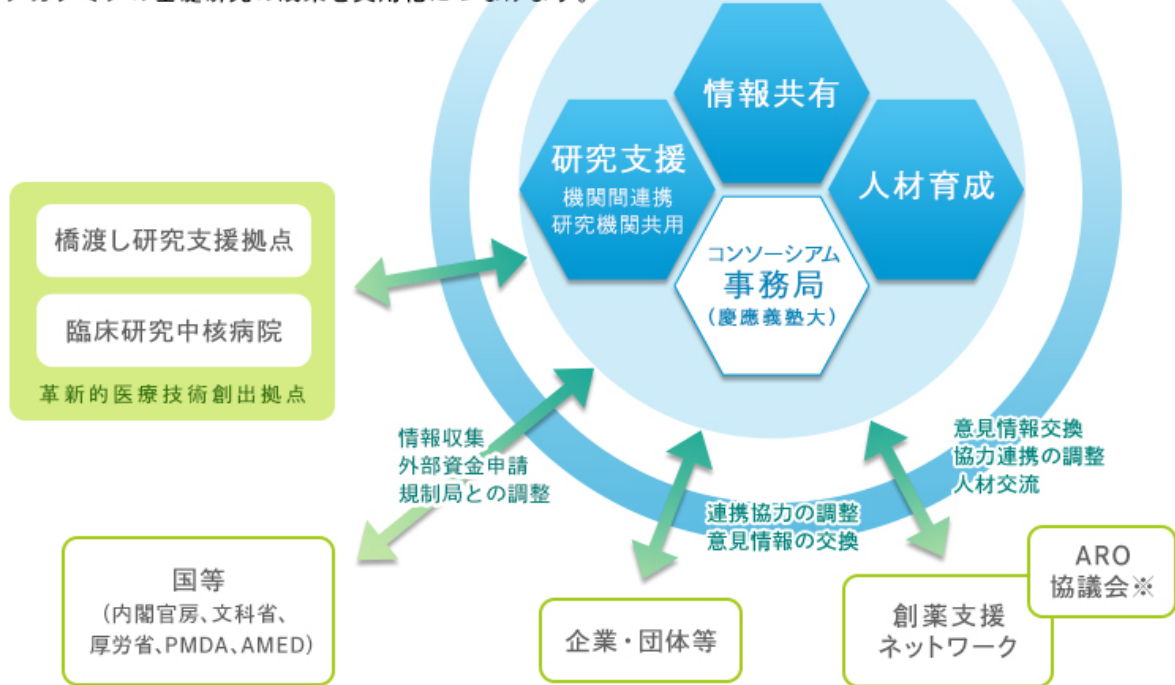 情報共有
研究支援
機関間連携
研究機関共用
人材育成
コンソーシアム
事務局
(慶應義塾大)
橋渡し研究支援拠点
臨床研究中核病院
革新的医療技術創出拠点
情報収集
外部資金申請
規制局との調整
意見情報交換
協力連携の調整
人材交流
連携協力の調整
意見情報の交換
国等
(内閣官房、文科省、
厚労省、PMDA、AMED)
企業・団体等
創薬支援
ネットワーク
ARO
協議会※